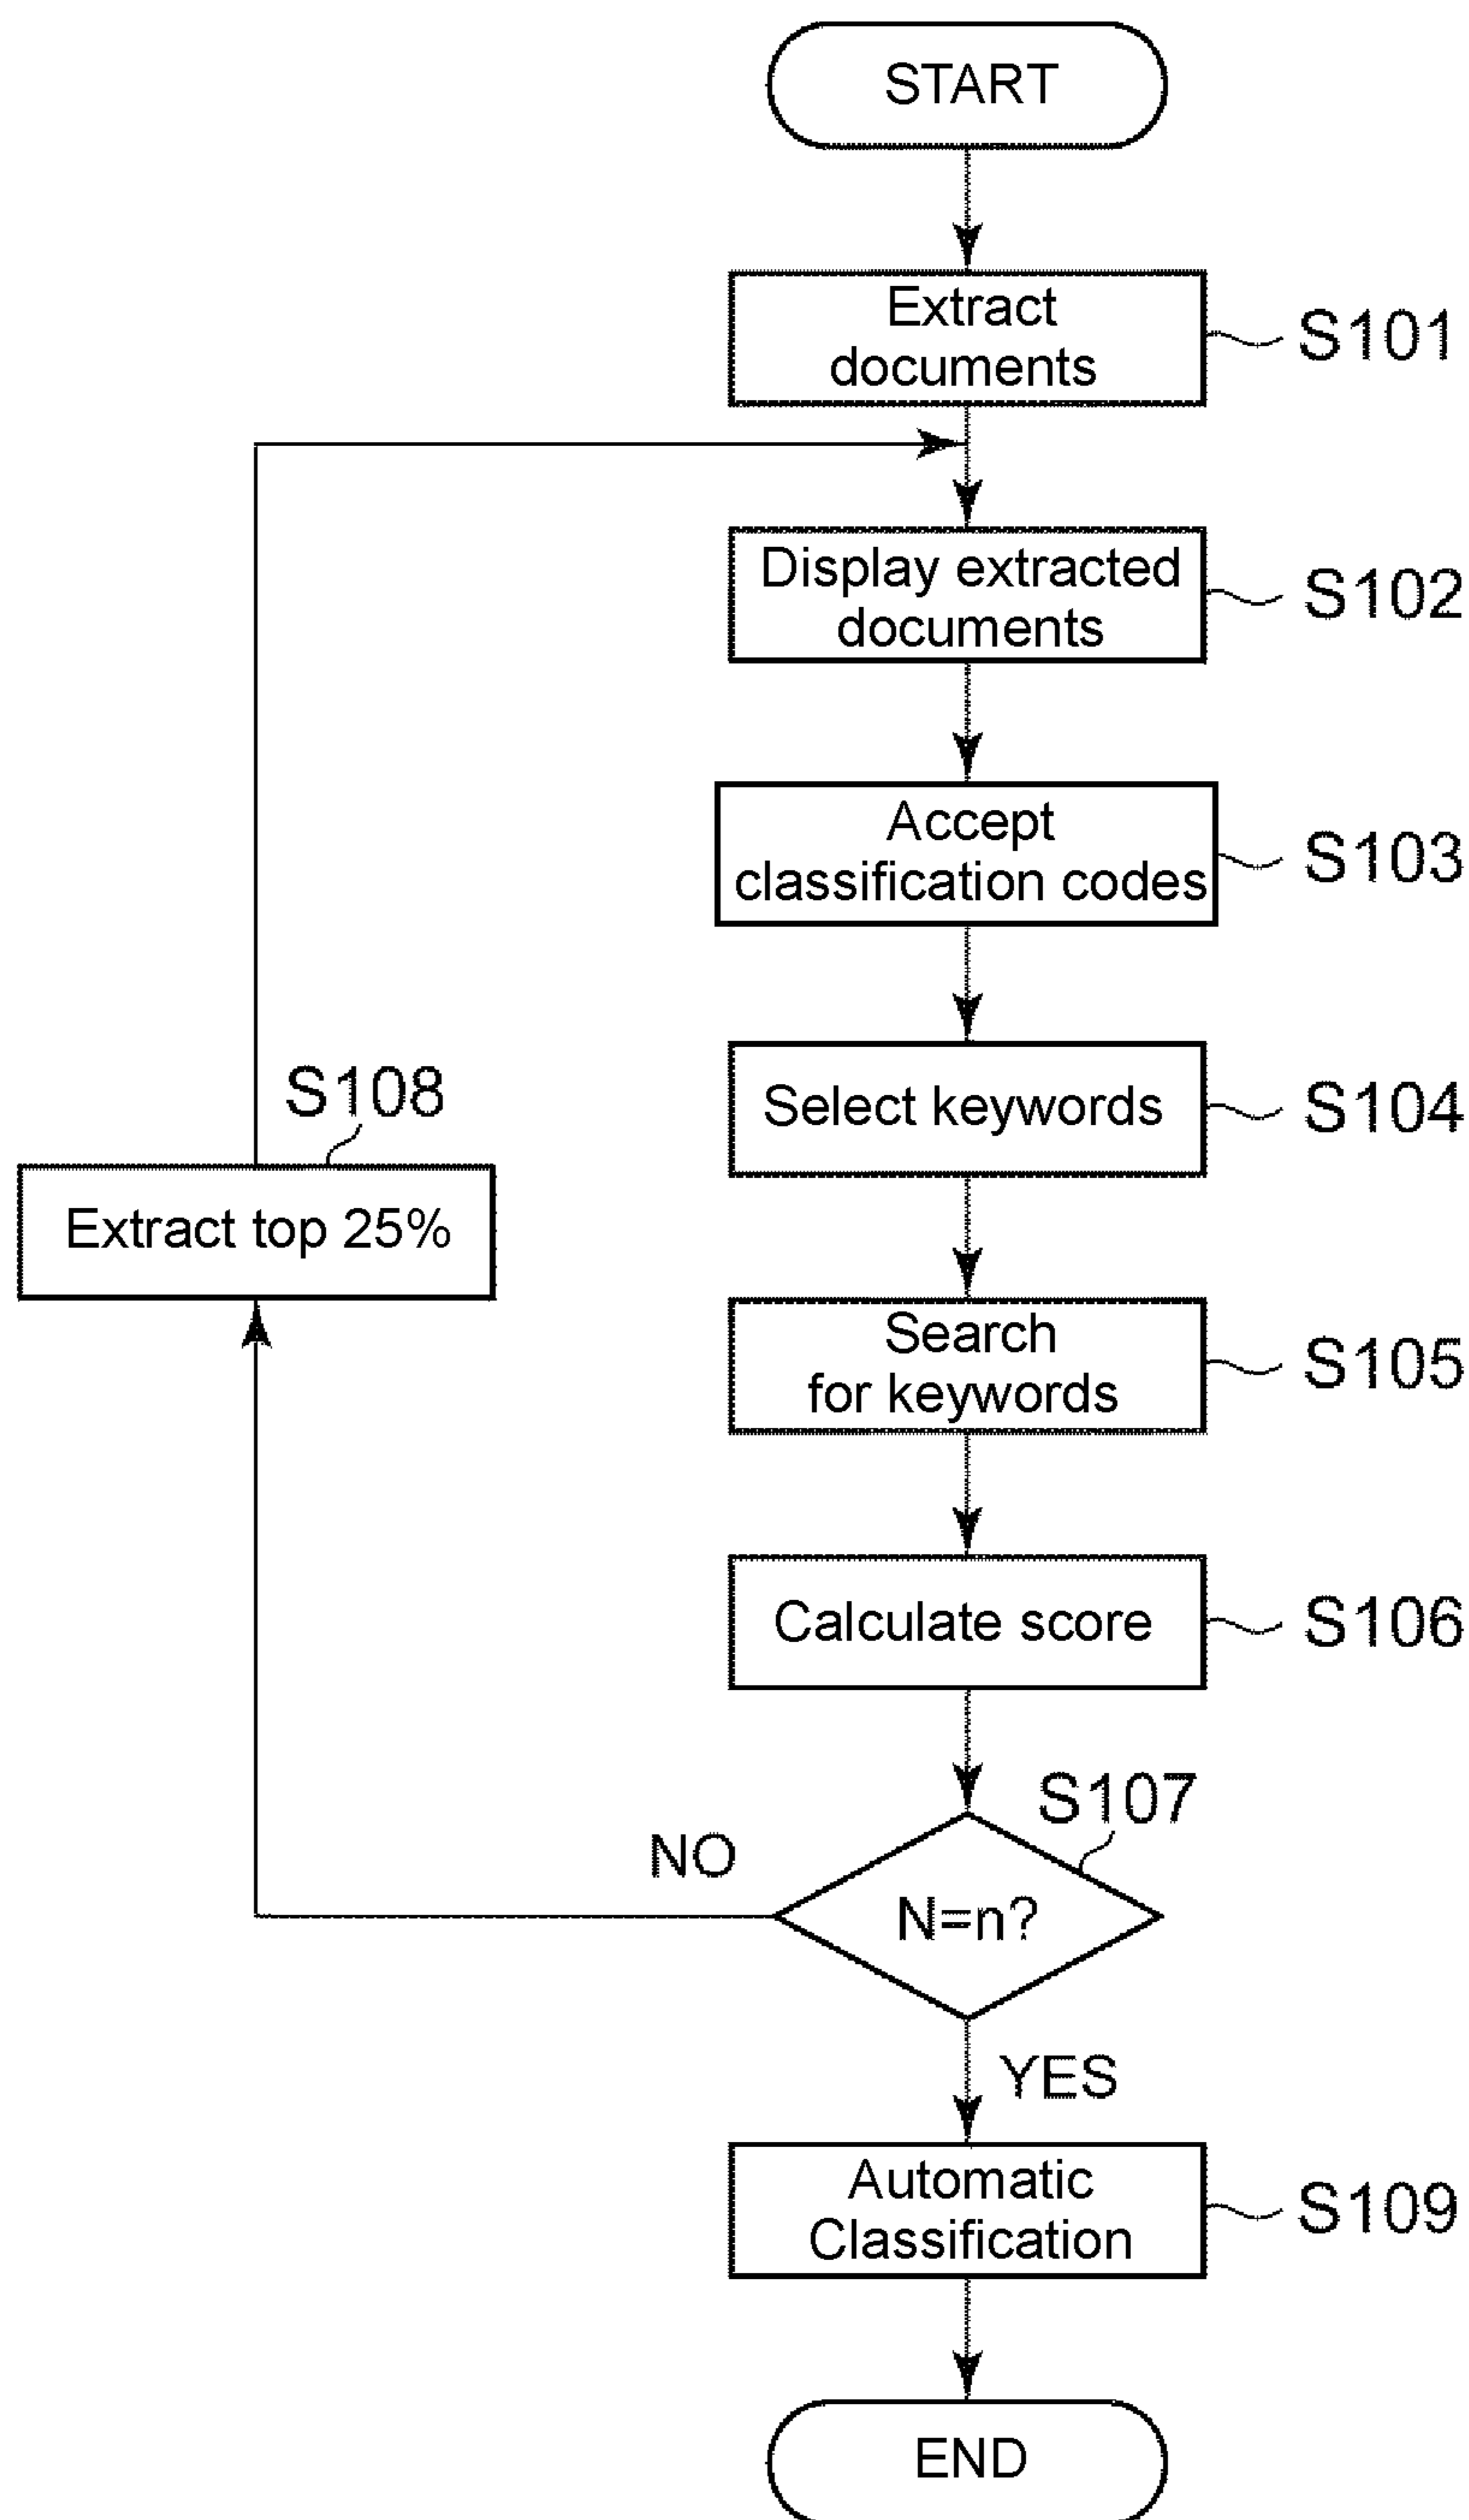 START
Extract
documents
S101
Display extracted
documents
S102
Accept
classification codes
S103
Select keywords
S104
S108
Extract top 25%
Search
for keywords
S105
Calculate score
S106
S107
NO
N=n?
YES
Automatic
Classification
S109
END